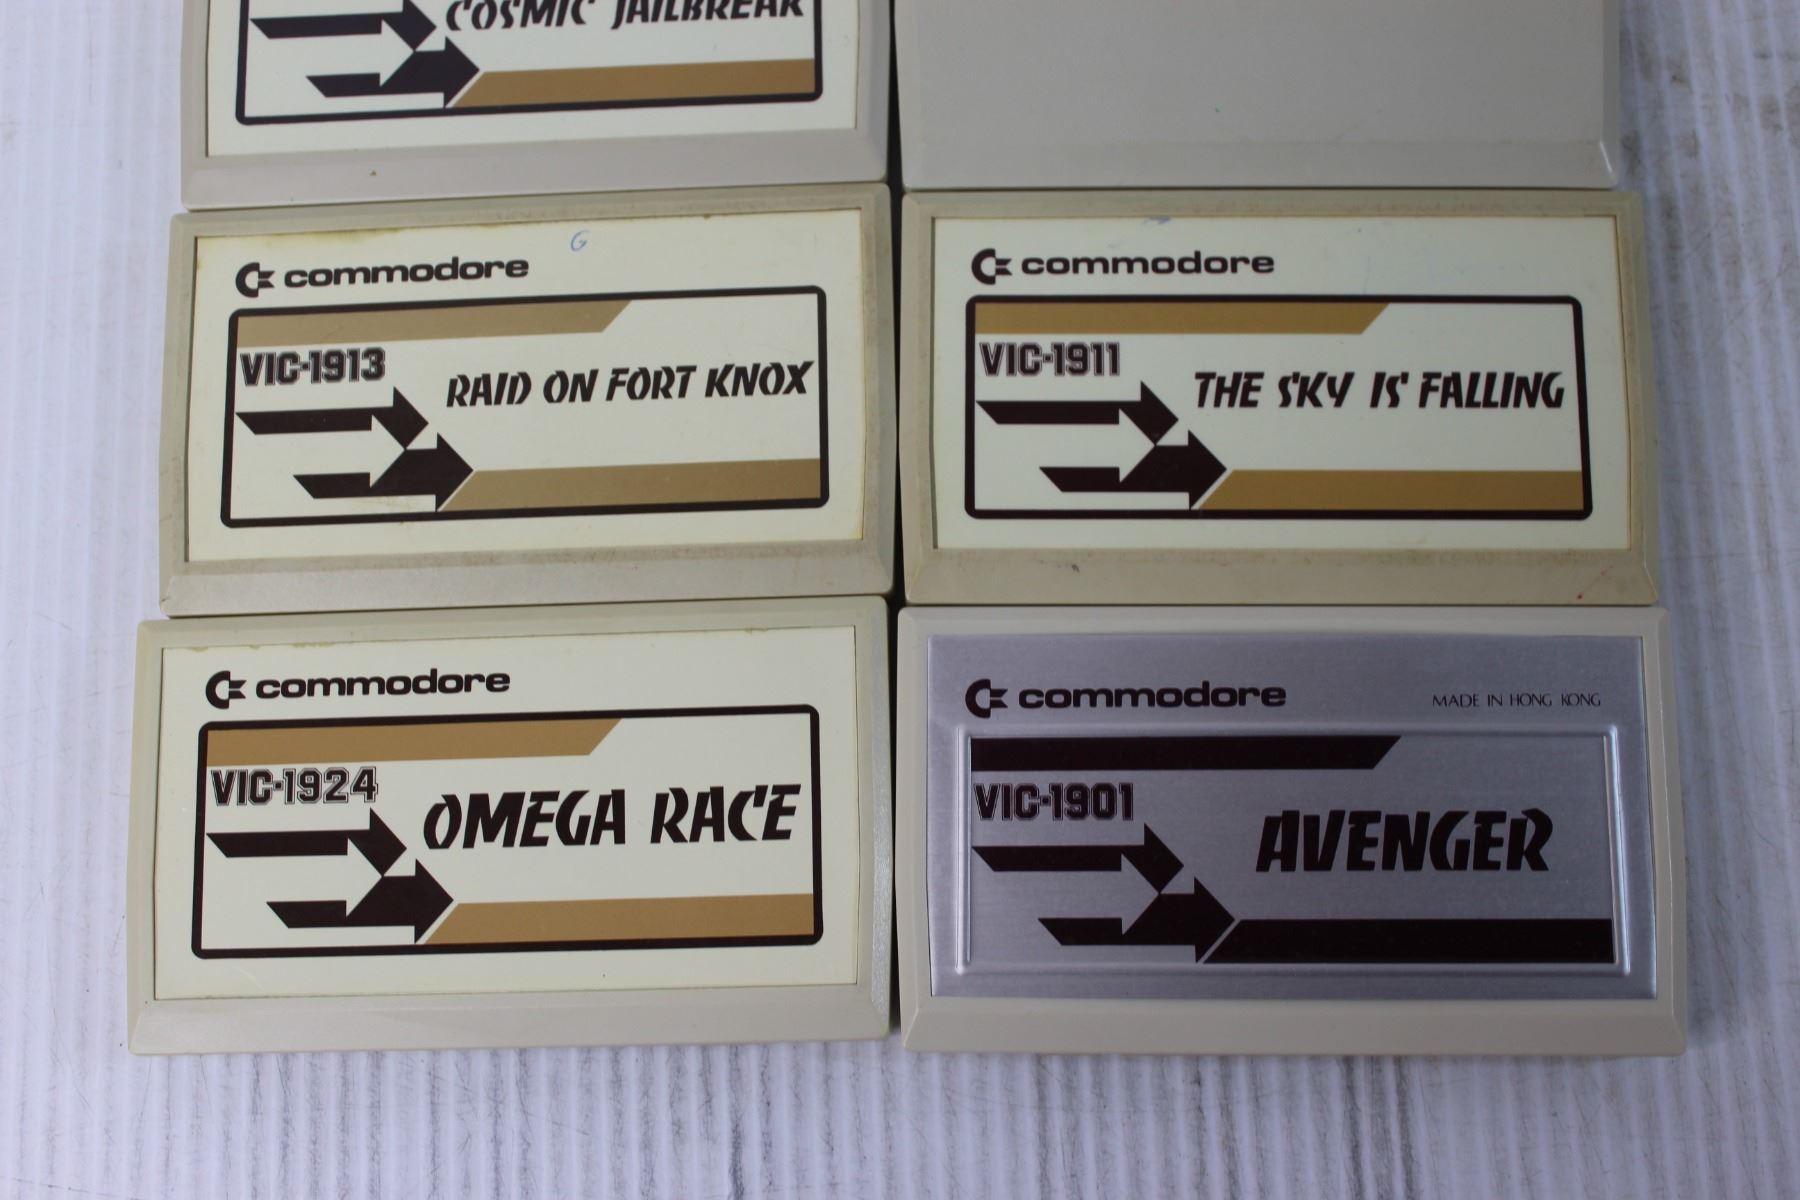 COSMIC JAILBREAK
commodore
G
VIC-1913
RAID ON FORT KNOX
commodore
VIC-1911
THE SKY IS FALLING
commodore
VIC-1924
OMEGA RACE
commodore
MADE IN HONG KONG
VIC-1901
AVENGER